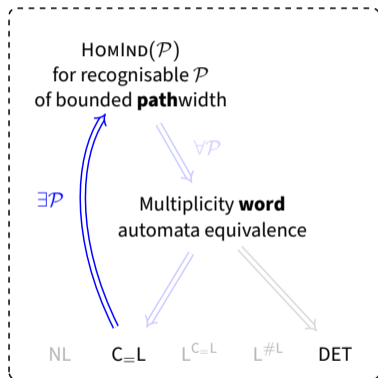 HOMIND(𝒫)
for recognisable 𝒫
of bounded pathwidth
∀𝒫
∃𝒫
Multiplicity word
automata equivalence
NL C₌L L^{C₌L} L^{#L} DET